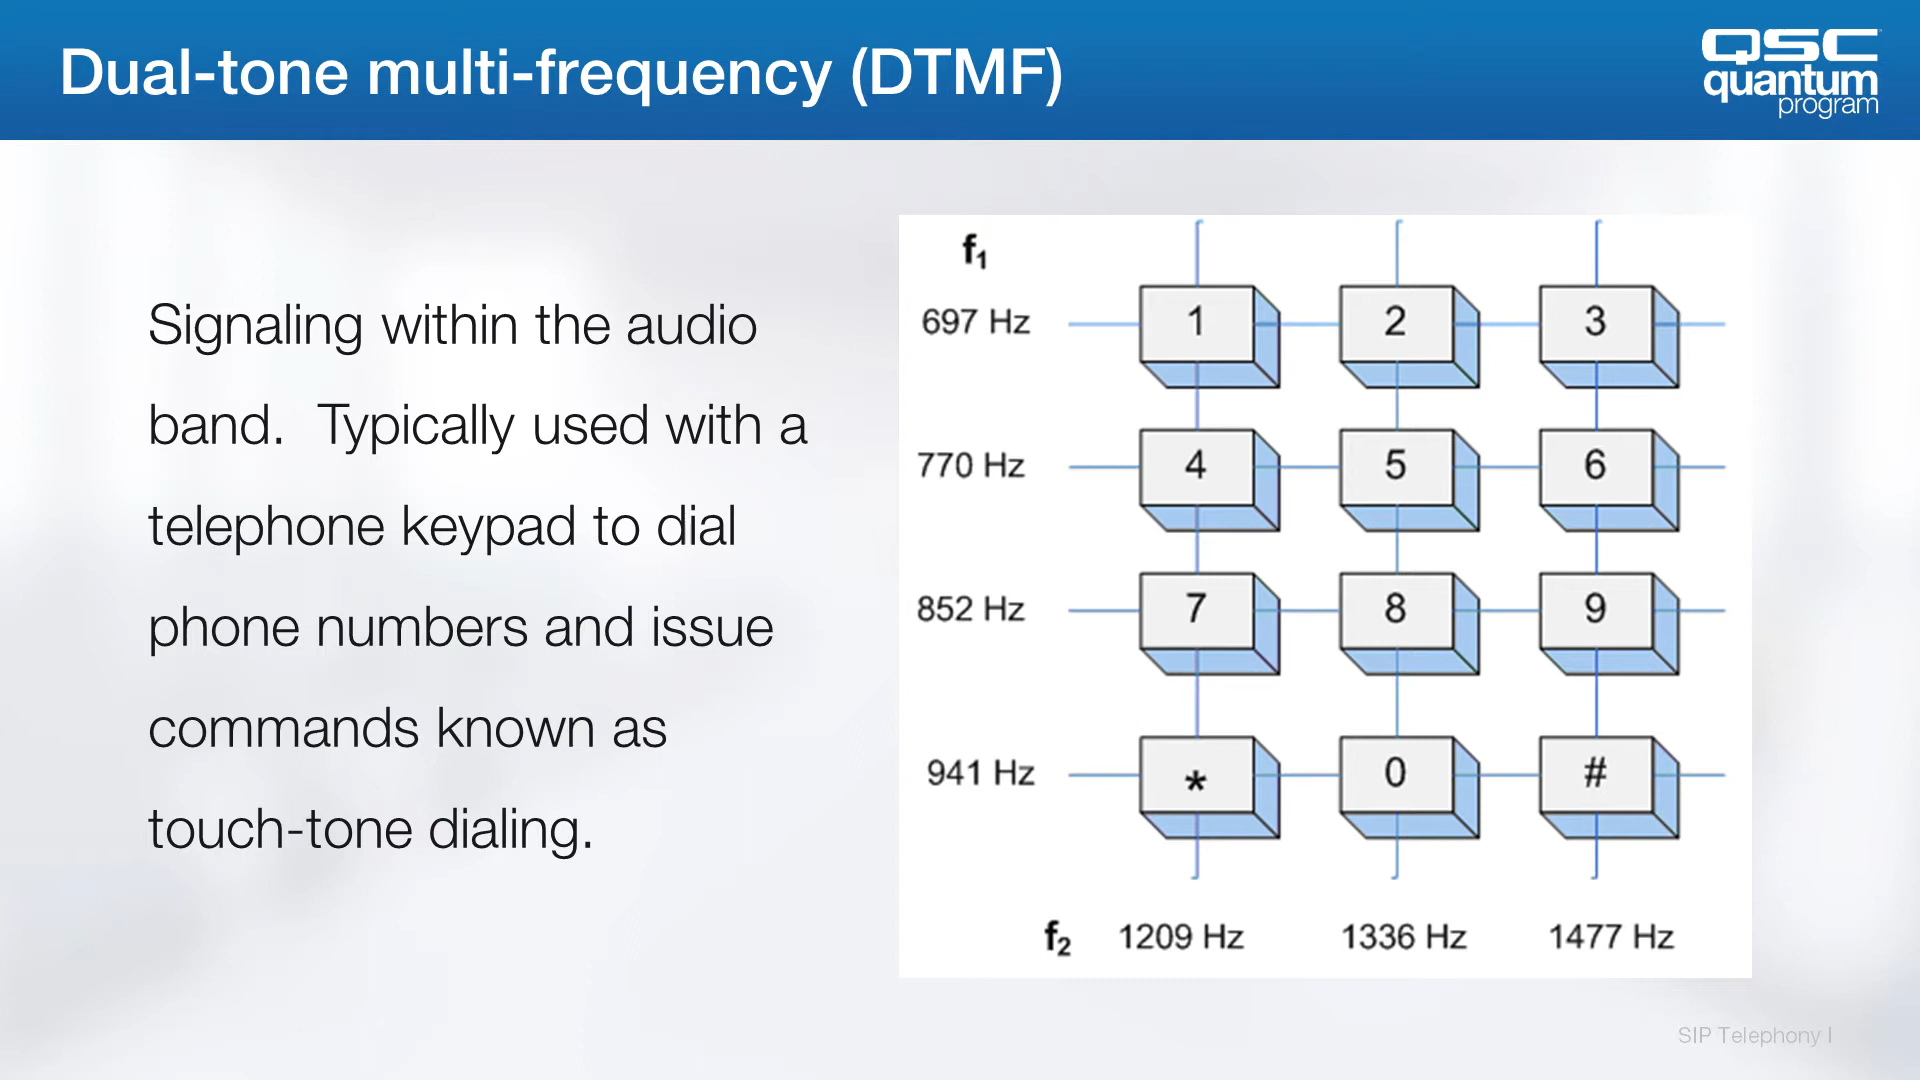 Dual-tone multi-frequency (DTMF)
QSC
quantum
program
Signaling within the audio
band.  Typically used with a
telephone keypad to dial
phone numbers and issue
commands known as
touch-tone dialing.
f₁
697 Hz 1 2 3
770 Hz 4 5 6
852 Hz 7 8 9
941 Hz * 0 #
f₂ 1209 Hz 1336 Hz 1477 Hz
SIP Telephony I